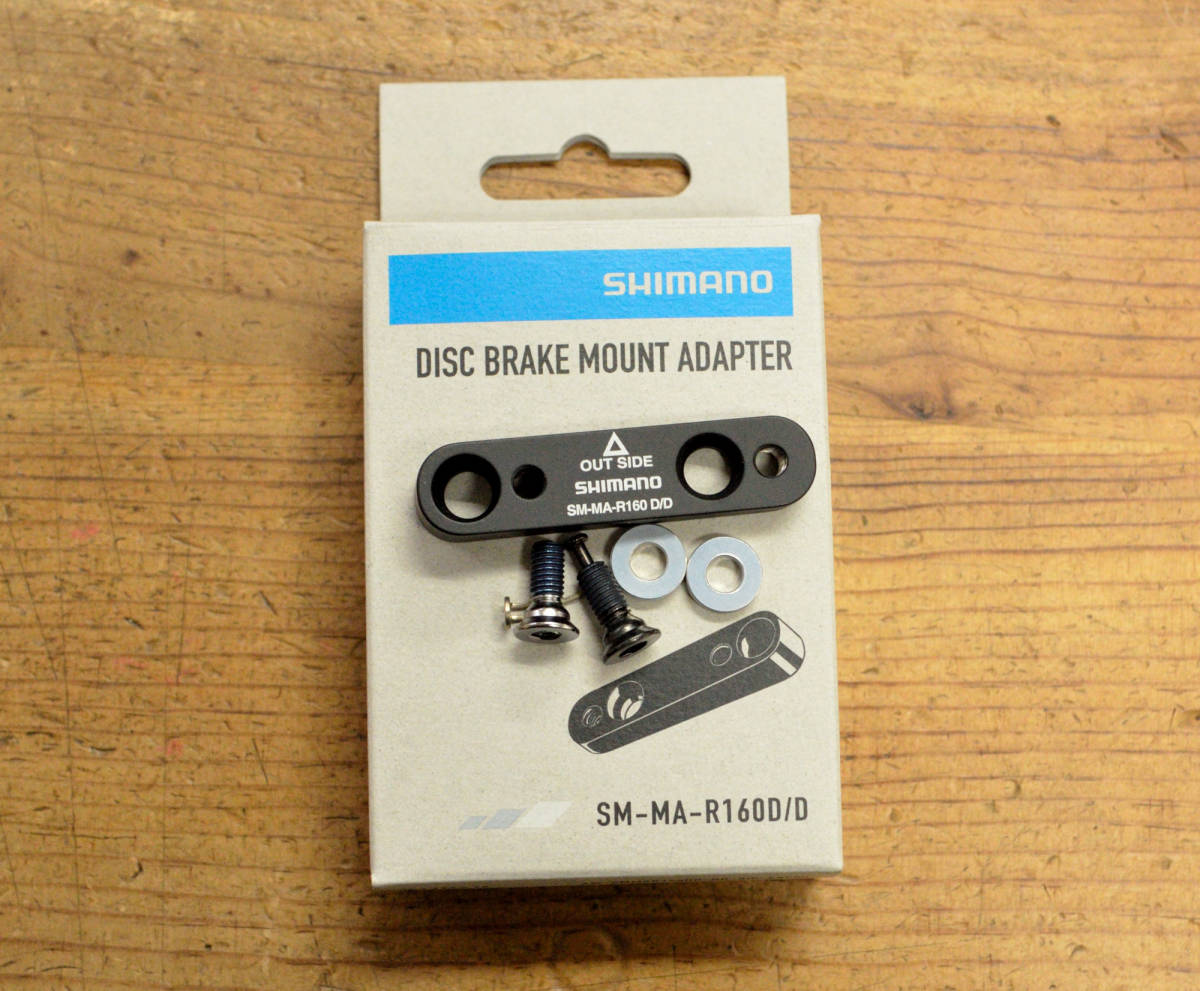 SHIMANO
DISC BRAKE MOUNT ADAPTER
OUT SIDE
SHIMANO
SM-MA-R160 D/D
SM-MA-R160D/D